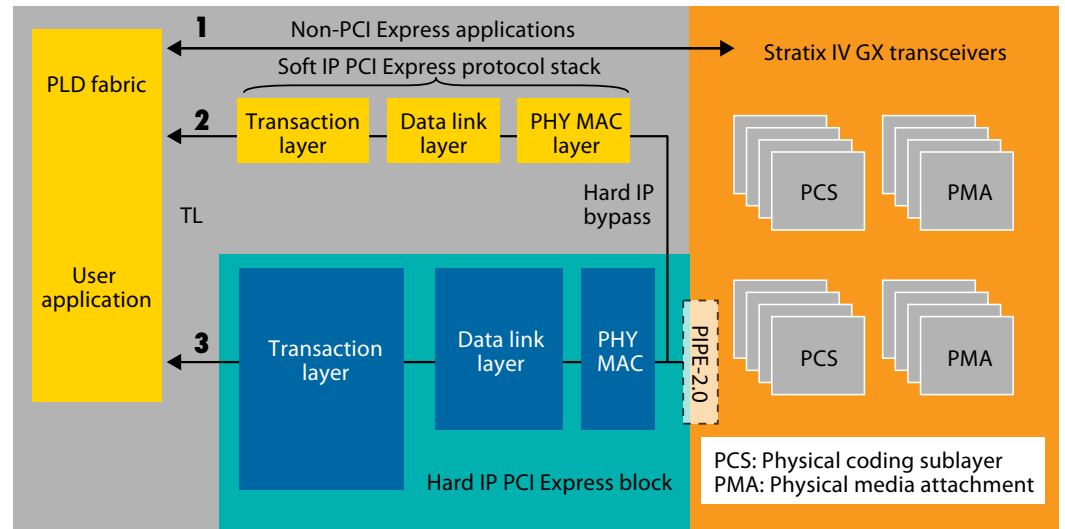 1
Non-PCI Express applications
Stratix IV GX transceivers
Soft IP PCI Express protocol stack
PLD fabric
2
Transaction
layer
Data link
layer
PHY MAC
layer
Hard IP
bypass
TL
User
application
3
Transaction
layer
Data link
layer
PHY
MAC
PIPE-2.0
PCS
PMA
PCS
PMA
Hard IP PCI Express block
PCS: Physical coding sublayer
PMA: Physical media attachment